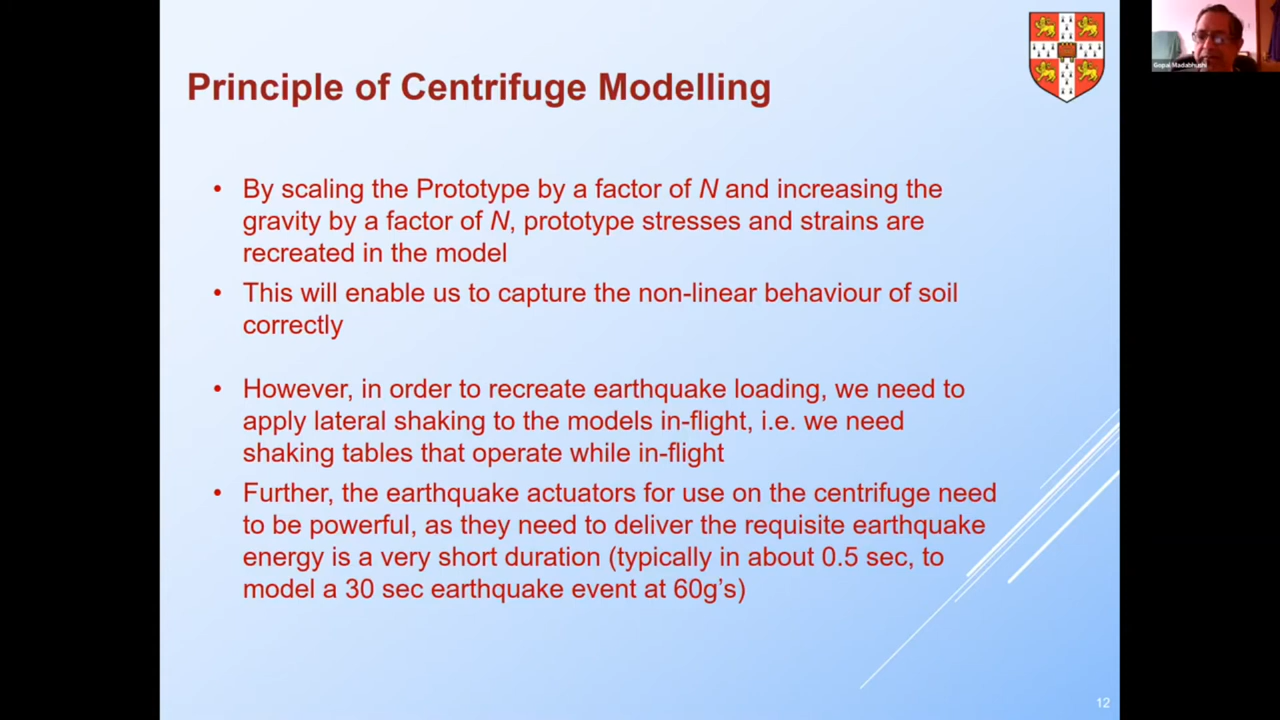 Principle of Centrifuge Modelling
• By scaling the Prototype by a factor of N and increasing the
gravity by a factor of N, prototype stresses and strains are
recreated in the model
• This will enable us to capture the non-linear behaviour of soil
correctly
• However, in order to recreate earthquake loading, we need to
apply lateral shaking to the models in-flight, i.e. we need
shaking tables that operate while in-flight
• Further, the earthquake actuators for use on the centrifuge need
to be powerful, as they need to deliver the requisite earthquake
energy is a very short duration (typically in about 0.5 sec, to
model a 30 sec earthquake event at 60g’s)
12
Gopal Madabhushi